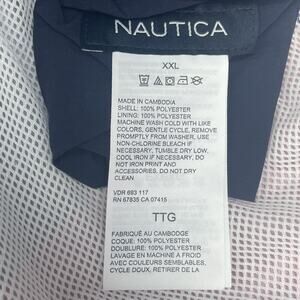 NAUTICA
XXL
MADE IN CAMBODIA
SHELL: 100% POLYESTER
LINING: 100% POLYESTER
MACHINE WASH COLD WITH LIKE
COLORS, GENTLE CYCLE, REMOVE
PROMPTLY FROM WASHER, USE
NON-CHLORINE BLEACH IF
NECESSARY, TUMBLE DRY LOW.
COOL IRON IF NECESSARY. DO
NOT IRON PRINT AND
ACCESSORIES. DO NOT DRY
CLEAN
VDR 683 117
RN 67835 CA 07415
TTG
FABRIQUÉ AU CAMBODGE
COQUE: 100% POLYESTER
DOUBLURE: 100% POLYESTER
LAVAGE EN MACHINE A FROID
AVEC COULEURS SEMBLABLES,
CYCLE DOUX, RETIRER DE LA